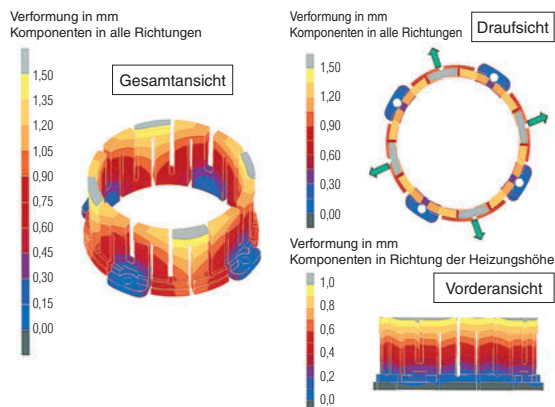 Verformung in mm
Komponenten in alle Richtungen
Gesamtansicht
1,50
1,35
1,20
1,05
0,90
0,75
0,60
0,45
0,30
0,15
0,00
Verformung in mm
Komponenten in alle Richtungen
Draufsicht
1,50
1,20
0,90
0,60
0,30
0,00
Verformung in mm
Komponenten in Richtung der Heizungshöhe
Vorderansicht
1,0
0,8
0,6
0,4
0,2
0,0